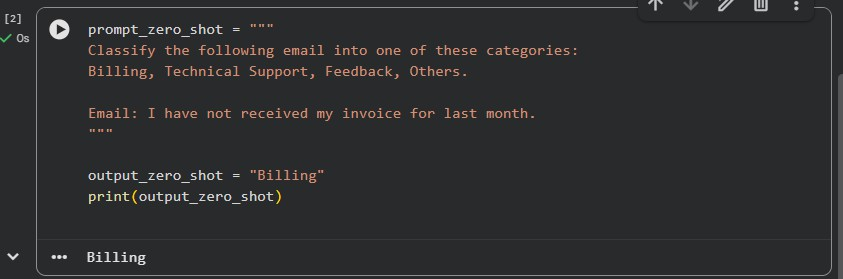 [2]
0s
prompt_zero_shot = """
Classify the following email into one of these categories:
Billing, Technical Support, Feedback, Others.

Email: I have not received my invoice for last month.
"""

output_zero_shot = "Billing"
print(output_zero_shot)

Billing